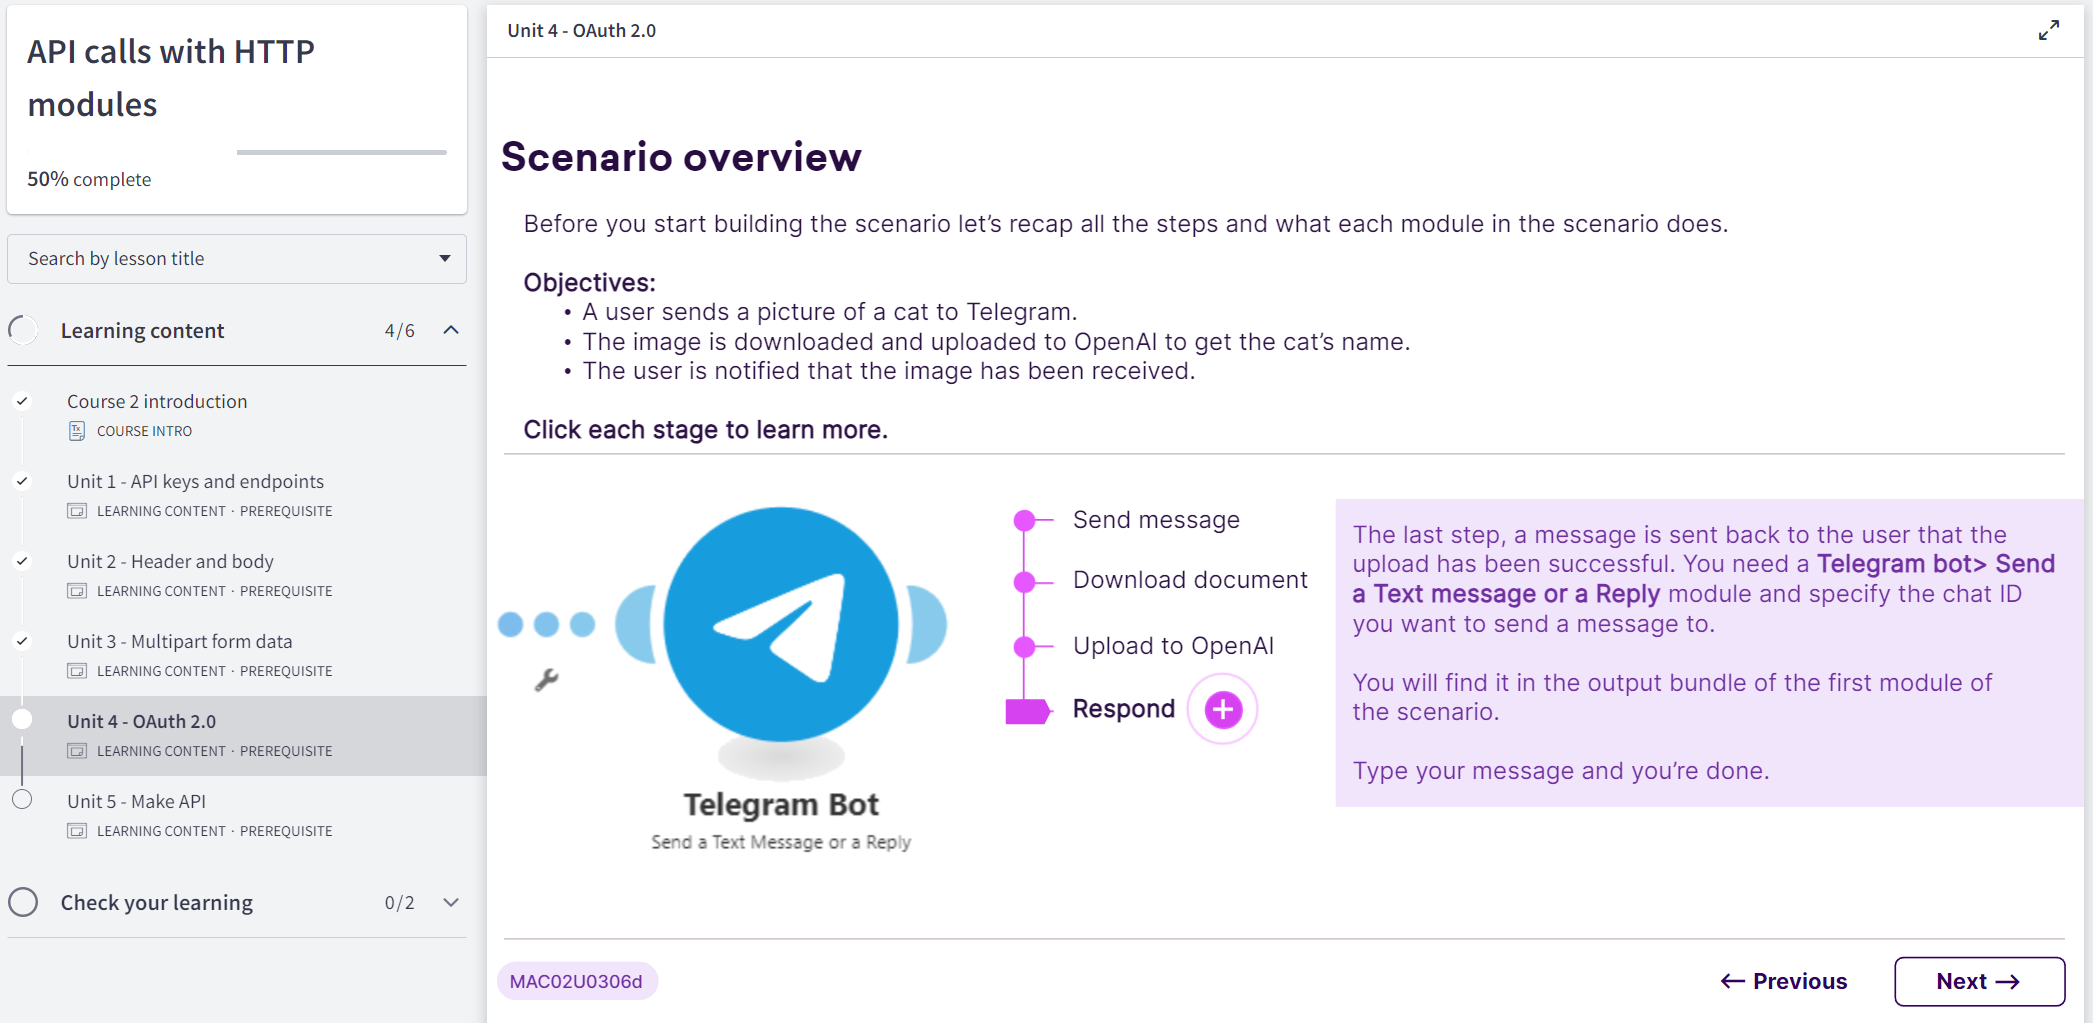 API calls with HTTP
modules
50% complete
Search by lesson title
Learning content 4/6
Course 2 introduction
COURSE INTRO
Unit 1 - API keys and endpoints
LEARNING CONTENT · PREREQUISITE
Unit 2 - Header and body
LEARNING CONTENT · PREREQUISITE
Unit 3 - Multipart form data
LEARNING CONTENT · PREREQUISITE
Unit 4 - OAuth 2.0
LEARNING CONTENT · PREREQUISITE
Unit 5 - Make API
LEARNING CONTENT · PREREQUISITE
Check your learning 0/2
Unit 4 - OAuth 2.0
Scenario overview
Before you start building the scenario let’s recap all the steps and what each module in the scenario does.
Objectives:
• A user sends a picture of a cat to Telegram.
• The image is downloaded and uploaded to OpenAI to get the cat’s name.
• The user is notified that the image has been received.
Click each stage to learn more.
Telegram Bot
Send a Text Message or a Reply
Send message
Download document
Upload to OpenAI
Respond
The last step, a message is sent back to the user that the
upload has been successful. You need a Telegram bot> Send
a Text message or a Reply module and specify the chat ID
you want to send a message to.
You will find it in the output bundle of the first module of
the scenario.
Type your message and you’re done.
MAC02U0306d
← Previous
Next →